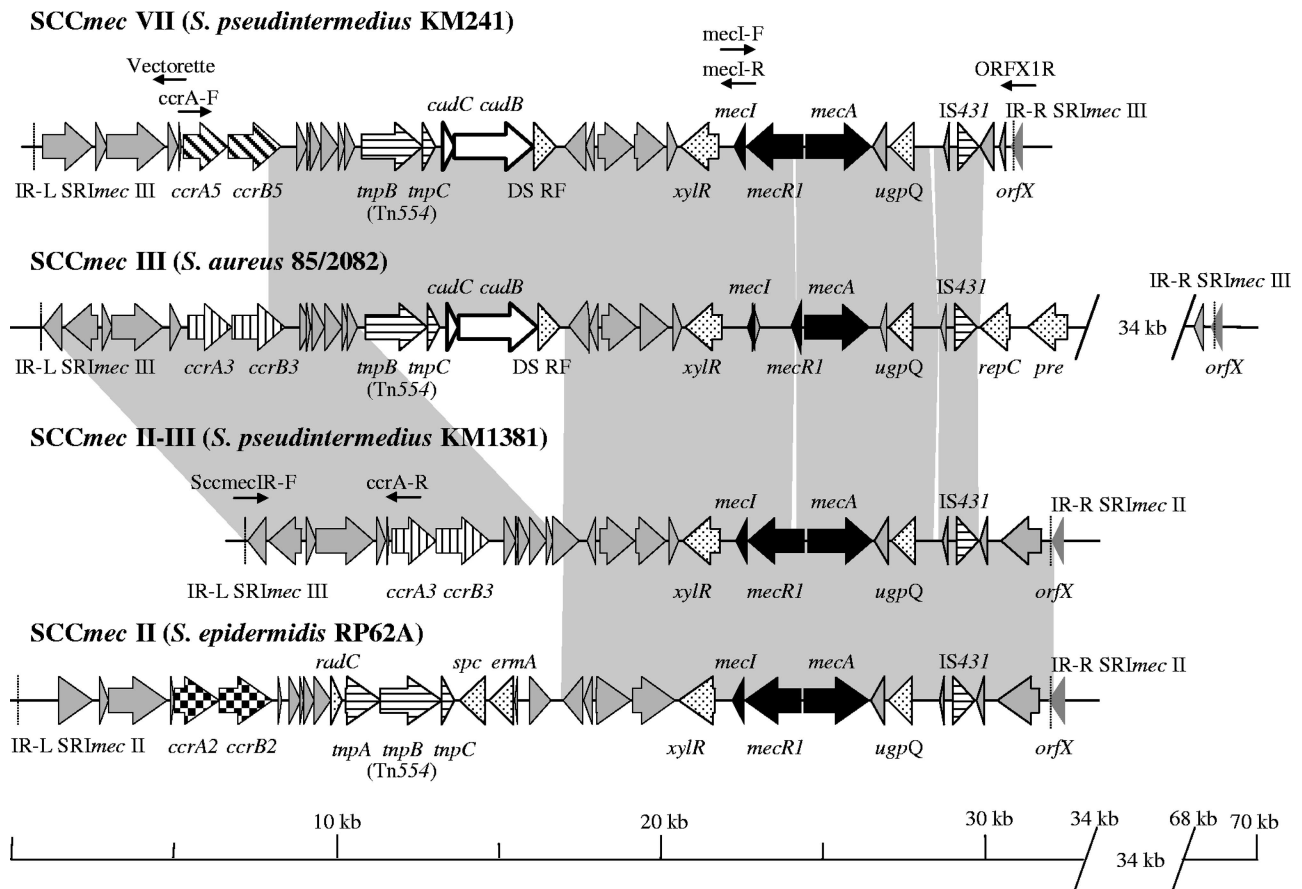 SCCmec VII (S. pseudintermedius KM241)
mecI-F
Vectorette mecI-R ORFX1R
ccrA-F cadC cadB mecI mecA IS431 IR-R SRImec III
IR-L SRImec III ccrA5 ccrB5 tnpB tnpC DS RF xylR mecR1 ugpQ orfX
(Tn554)
SCCmec III (S. aureus 85/2082)
cadC cadB mecI mecA IS431 IR-R SRImec III
34 kb
IR-L SRImec III ccrA3 ccrB3 tnpB tnpC DS RF xylR mecR1 ugpQ repC pre orfX
(Tn554)
SCCmec II-III (S. pseudintermedius KM1381)
SccmecIR-F ccrA-R
mecI mecA IS431 IR-R SRImec II
IR-L SRImec III ccrA3 ccrB3 xylR mecR1 ugpQ orfX
SCCmec II (S. epidermidis RP62A)
radC spc ermA mecI mecA IS431 IR-R SRImec II
IR-L SRImec II ccrA2 ccrB2 tnpA tnpB tnpC xylR mecR1 ugpQ orfX
(Tn554)
10 kb 20 kb 30 kb 34 kb 68 kb 70 kb
34 kb